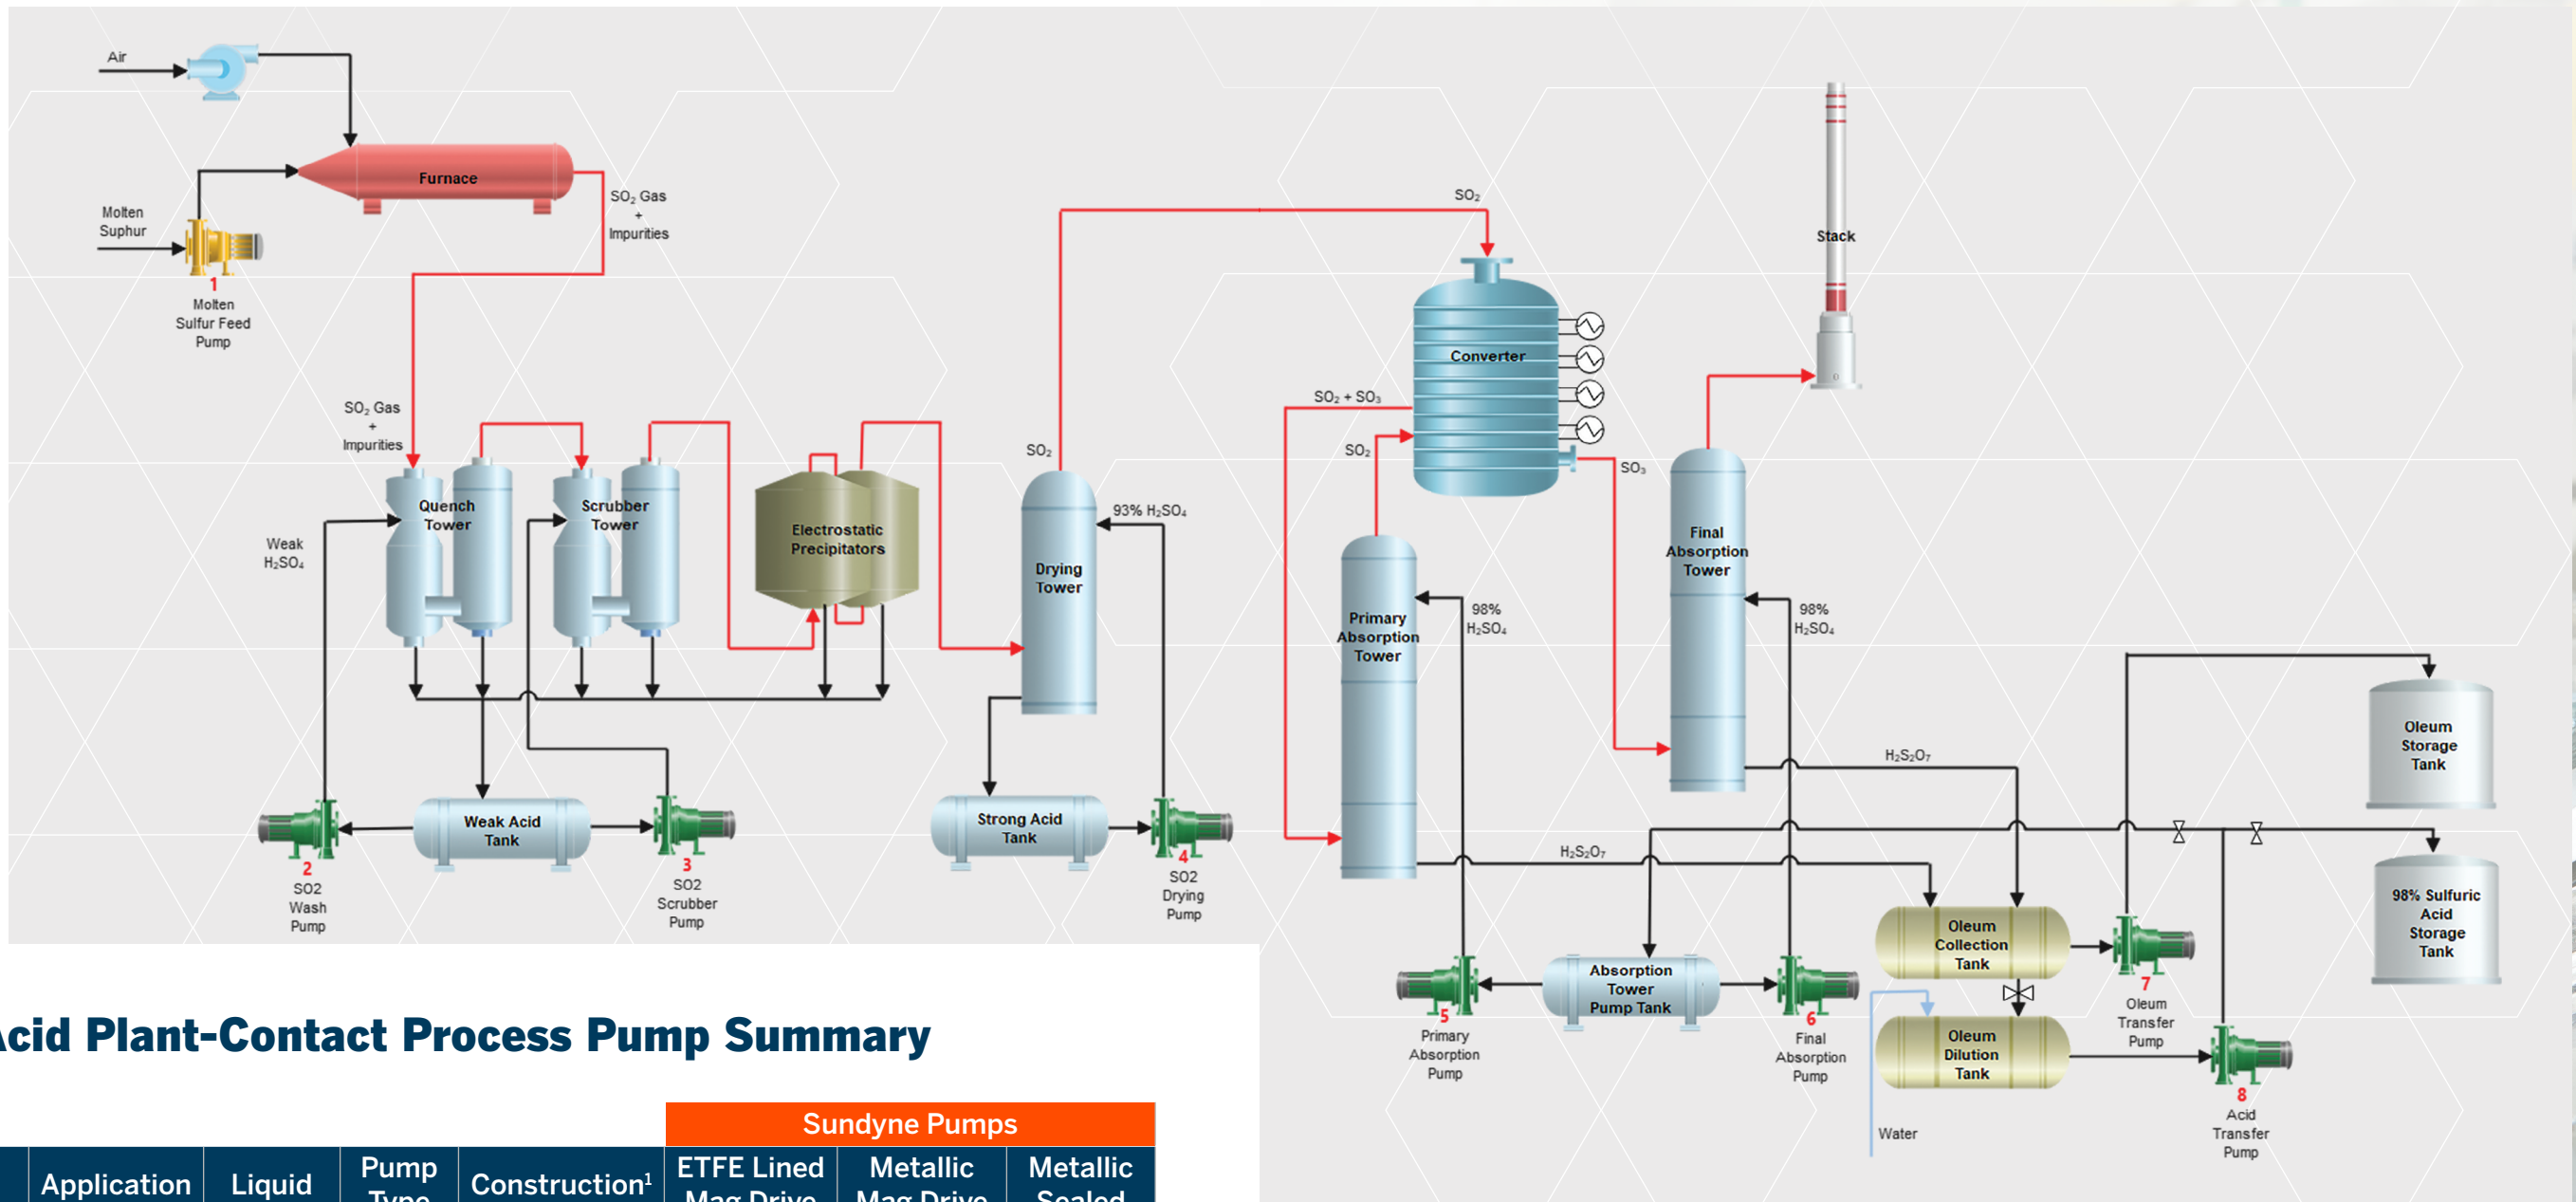 Air
Furnace
Molten
Suphur
SO₂ Gas
+
Impurities
1
Molten
Sulfur Feed
Pump
SO₂ Gas
+
Impurities
Quench
Tower
Scrubber
Tower
Weak
H₂SO₄
Electrostatic
Precipitators
SO₂
Drying
Tower
93% H₂SO₄
Weak Acid
Tank
2
SO2
Wash
Pump
3
SO2
Scrubber
Pump
Strong Acid
Tank
4
SO2
Drying
Pump
SO₂
Converter
SO₂ + SO₃
SO₂
SO₃
Stack
Primary
Absorption
Tower
98%
H₂SO₄
Final
Absorption
Tower
98%
H₂SO₄
H₂S₂O₇
H₂S₂O₇
Oleum
Storage
Tank
98% Sulfuric
Acid
Storage
Tank
Oleum
Collection
Tank
7
Oleum
Transfer
Pump
5
Primary
Absorption
Pump
Absorption
Tower
Pump Tank
6
Final
Absorption
Pump
Oleum
Dilution
Tank
8
Acid
Transfer
Pump
Water
Acid Plant-Contact Process Pump Summary
Sundyne Pumps
Application
Liquid
Pump
Type
Construction¹
ETFE Lined
Mag Drive
Metallic
Mag Drive
Metallic
Sealed